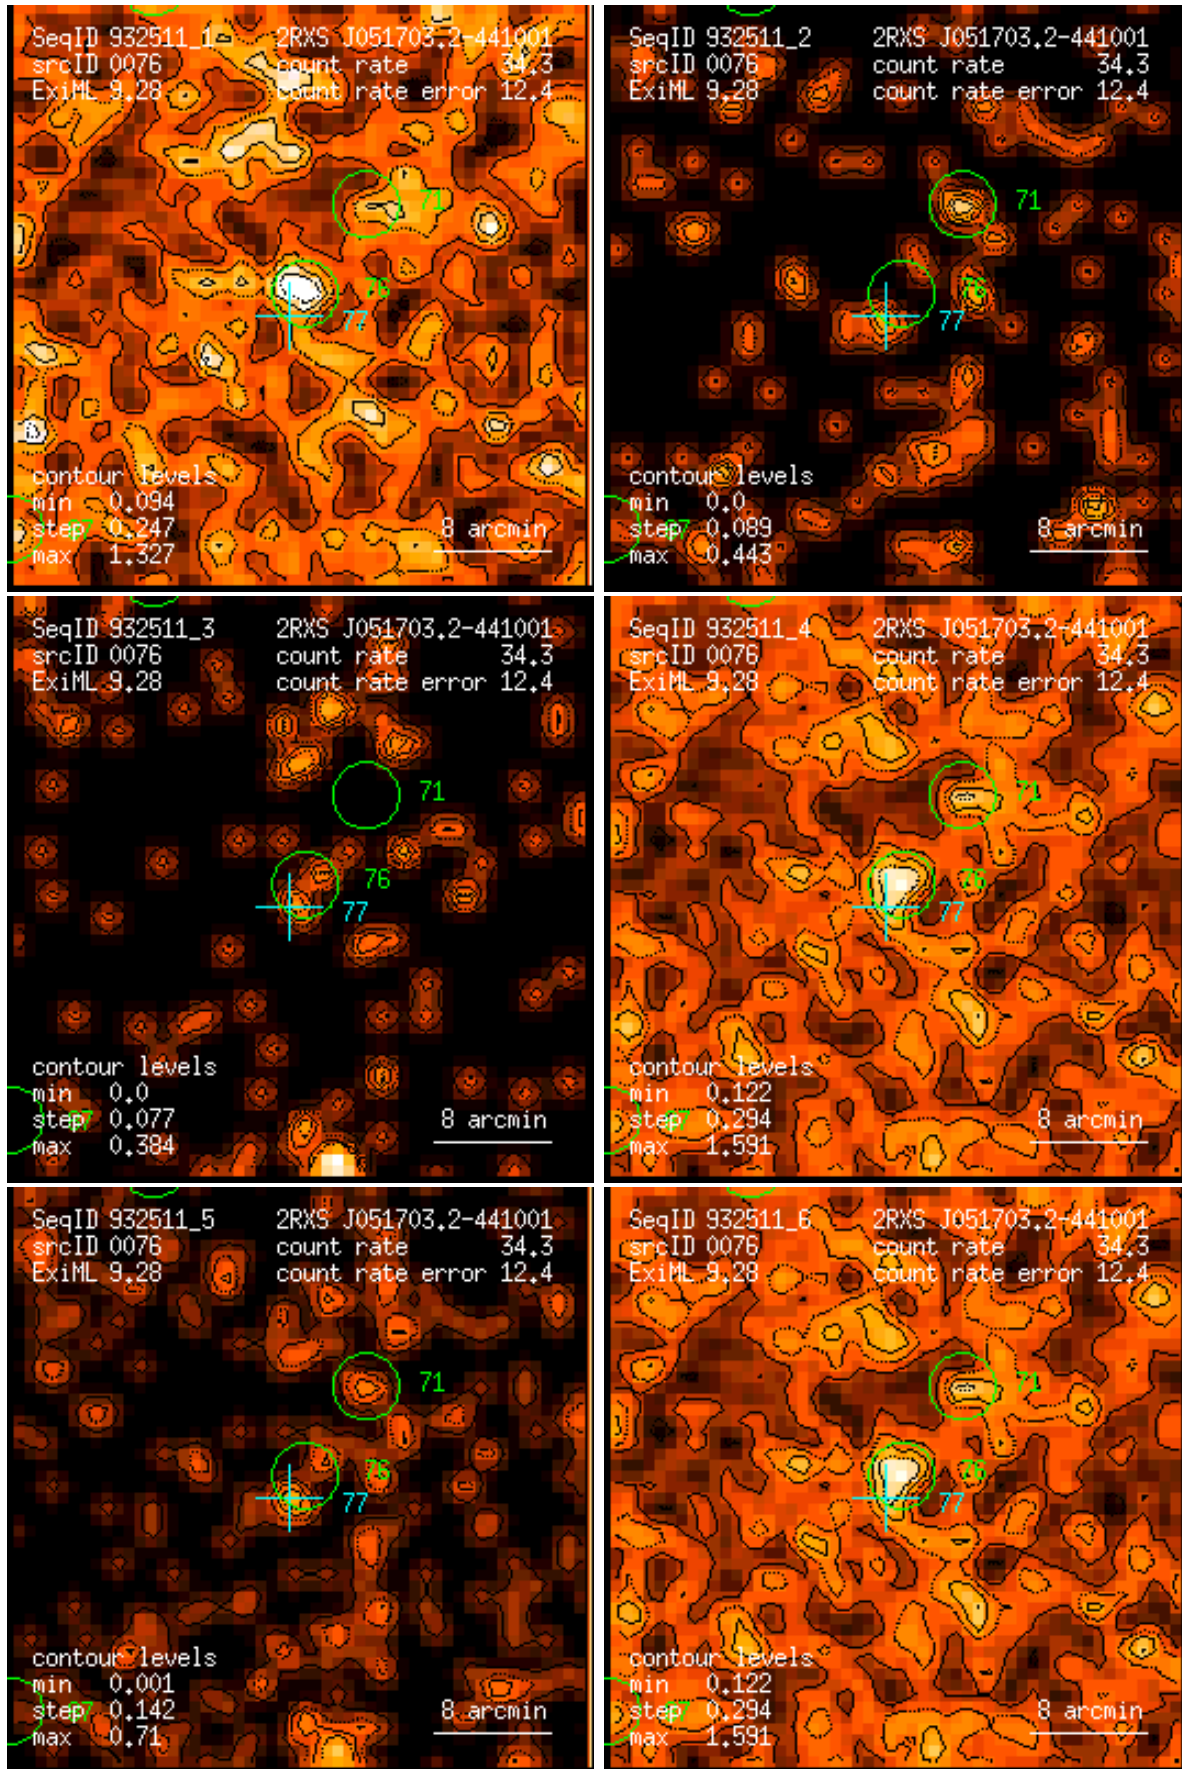 SeqID 932511_1 2RXS J051703.2-441001
srcID 0076 count rate 34.3
ExiML 9.28 count rate error 12.4
71
76
77
contour levels
min 0.094
step 0.247
97
max 1.327
8 arcmin
SeqID 932511_2 2RXS J051703.2-441001
srcID 0076 count rate 34.3
ExiML 9.28 count rate error 12.4
71
76
77
contour levels
min 0.0
step 0.089
97
max 0.443
8 arcmin
SeqID 932511_3 2RXS J051703.2-441001
srcID 0076 count rate 34.3
ExiML 9.28 count rate error 12.4
71
76
77
contour levels
min 0.0
step 0.077
97
max 0.384
8 arcmin
SeqID 932511_4 2RXS J051703.2-441001
srcID 0076 count rate 34.3
ExiML 9.28 count rate error 12.4
71
76
77
contour levels
min 0.122
step 0.294
97
max 1.591
8 arcmin
SeqID 932511_5 2RXS J051703.2-441001
srcID 0076 count rate 34.3
ExiML 9.28 count rate error 12.4
71
76
77
contour levels
min 0.001
step 0.142
97
max 0.71
8 arcmin
SeqID 932511_6 2RXS J051703.2-441001
srcID 0076 count rate 34.3
ExiML 9.28 count rate error 12.4
71
76
77
contour levels
min 0.122
step 0.294
97
max 1.591
8 arcmin